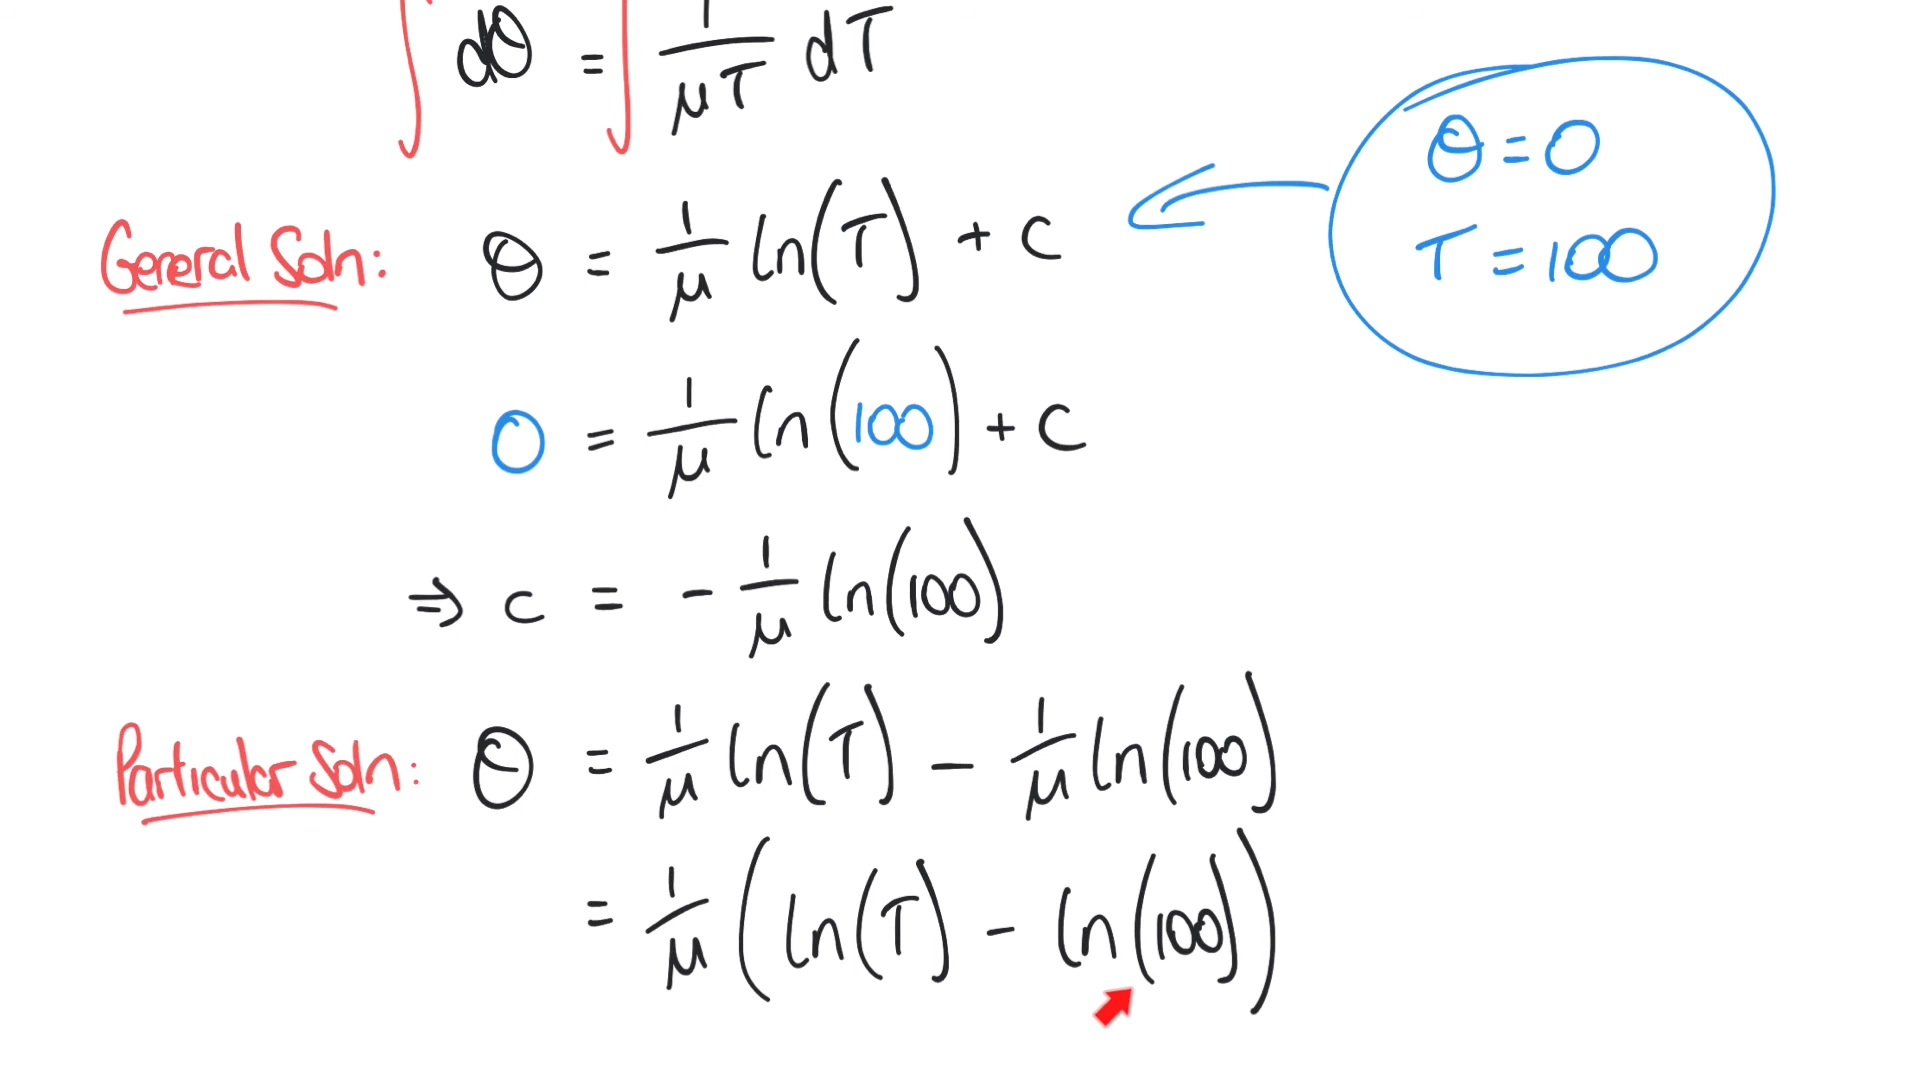 ∫ dθ = ∫ 1/μT dT
θ = 0
T = 100
General Soln: θ = 1/μ ln(T) + c
0 = 1/μ ln(100) + c
⇒ c = - 1/μ ln(100)
Particular Soln: θ = 1/μ ln(T) - 1/μ ln(100)
= 1/μ (ln(T) - ln(100))